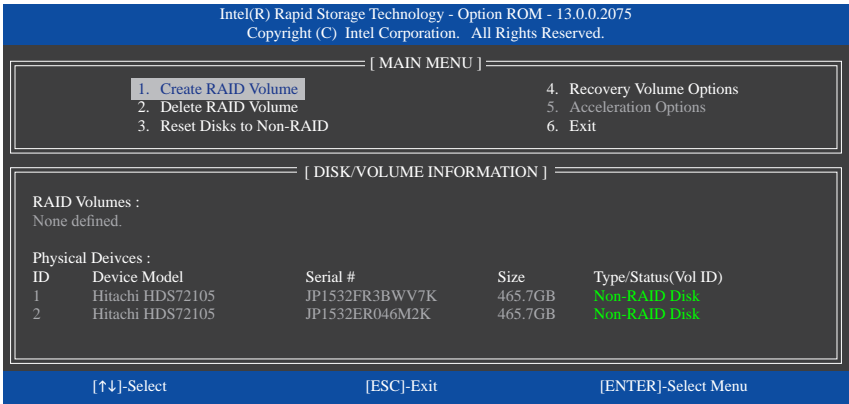 Intel(R) Rapid Storage Technology - Option ROM - 13.0.0.2075
Copyright (C) Intel Corporation. All Rights Reserved.
[ MAIN MENU ]
1. Create RAID Volume
2. Delete RAID Volume
3. Reset Disks to Non-RAID
4. Recovery Volume Options
5. Acceleration Options
6. Exit
[ DISK/VOLUME INFORMATION ]
RAID Volumes :
None defined.
Physical Deivces :
ID Device Model Serial # Size Type/Status(Vol ID)
1 Hitachi HDS72105 JP1532FR3BWV7K 465.7GB Non-RAID Disk
2 Hitachi HDS72105 JP1532ER046M2K 465.7GB Non-RAID Disk
[↑↓]-Select [ESC]-Exit [ENTER]-Select Menu